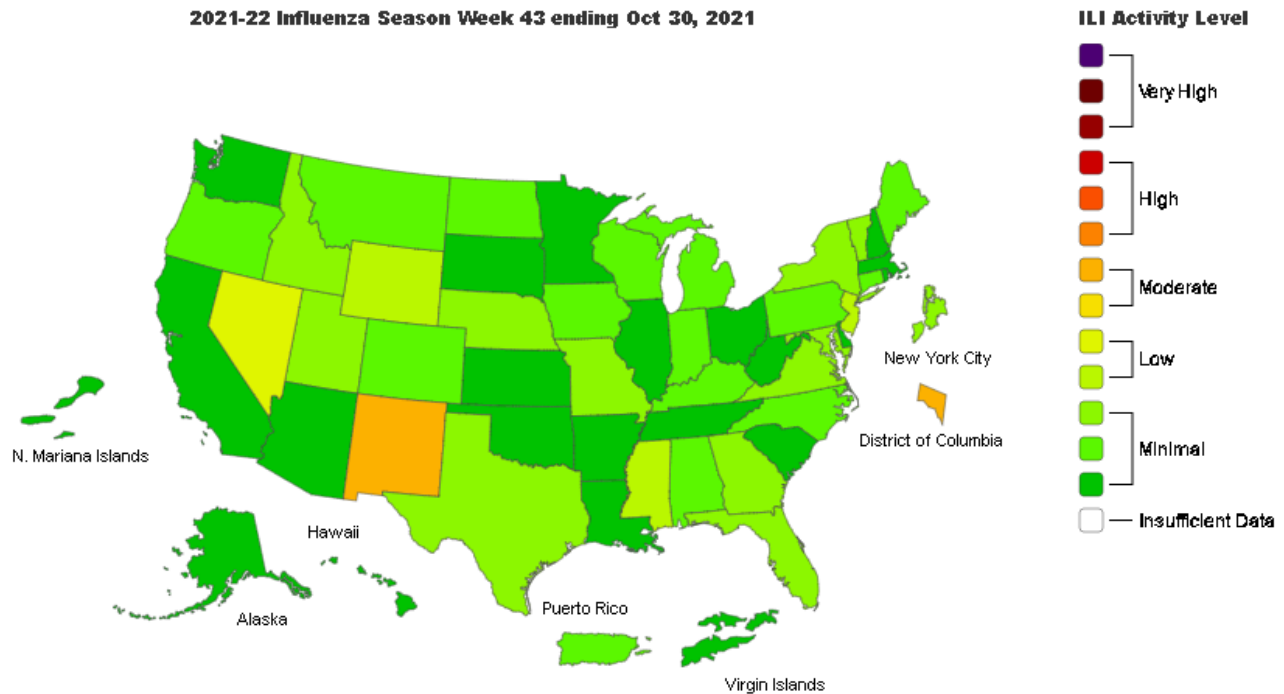 2021-22 Influenza Season Week 43 ending Oct 30, 2021
ILI Activity Level
Very High
High
Moderate
Low
Minimal
Insufficient Data
New York City
District of Columbia
N. Mariana Islands
Hawaii
Alaska
Puerto Rico
Virgin Islands